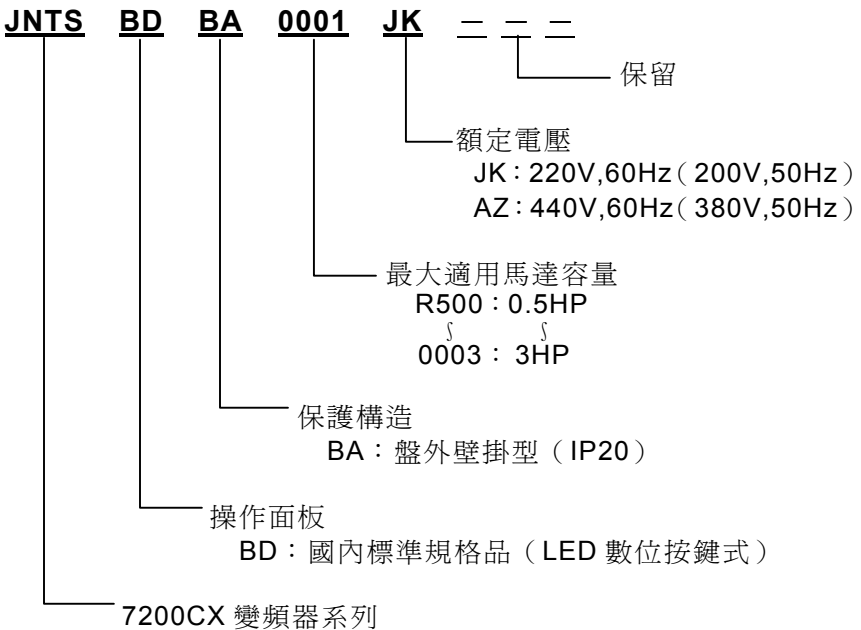 JNTS BD BA 0001 JK － － －
保留
額定電壓
JK：220V,60Hz（200V,50Hz）
AZ：440V,60Hz（380V,50Hz）
最大適用馬達容量
R500：0.5HP
∫ ∫
0003：3HP
保護構造
BA：盤外壁掛型（IP20）
操作面板
BD：國內標準規格品（LED 數位按鍵式）
7200CX 變頻器系列